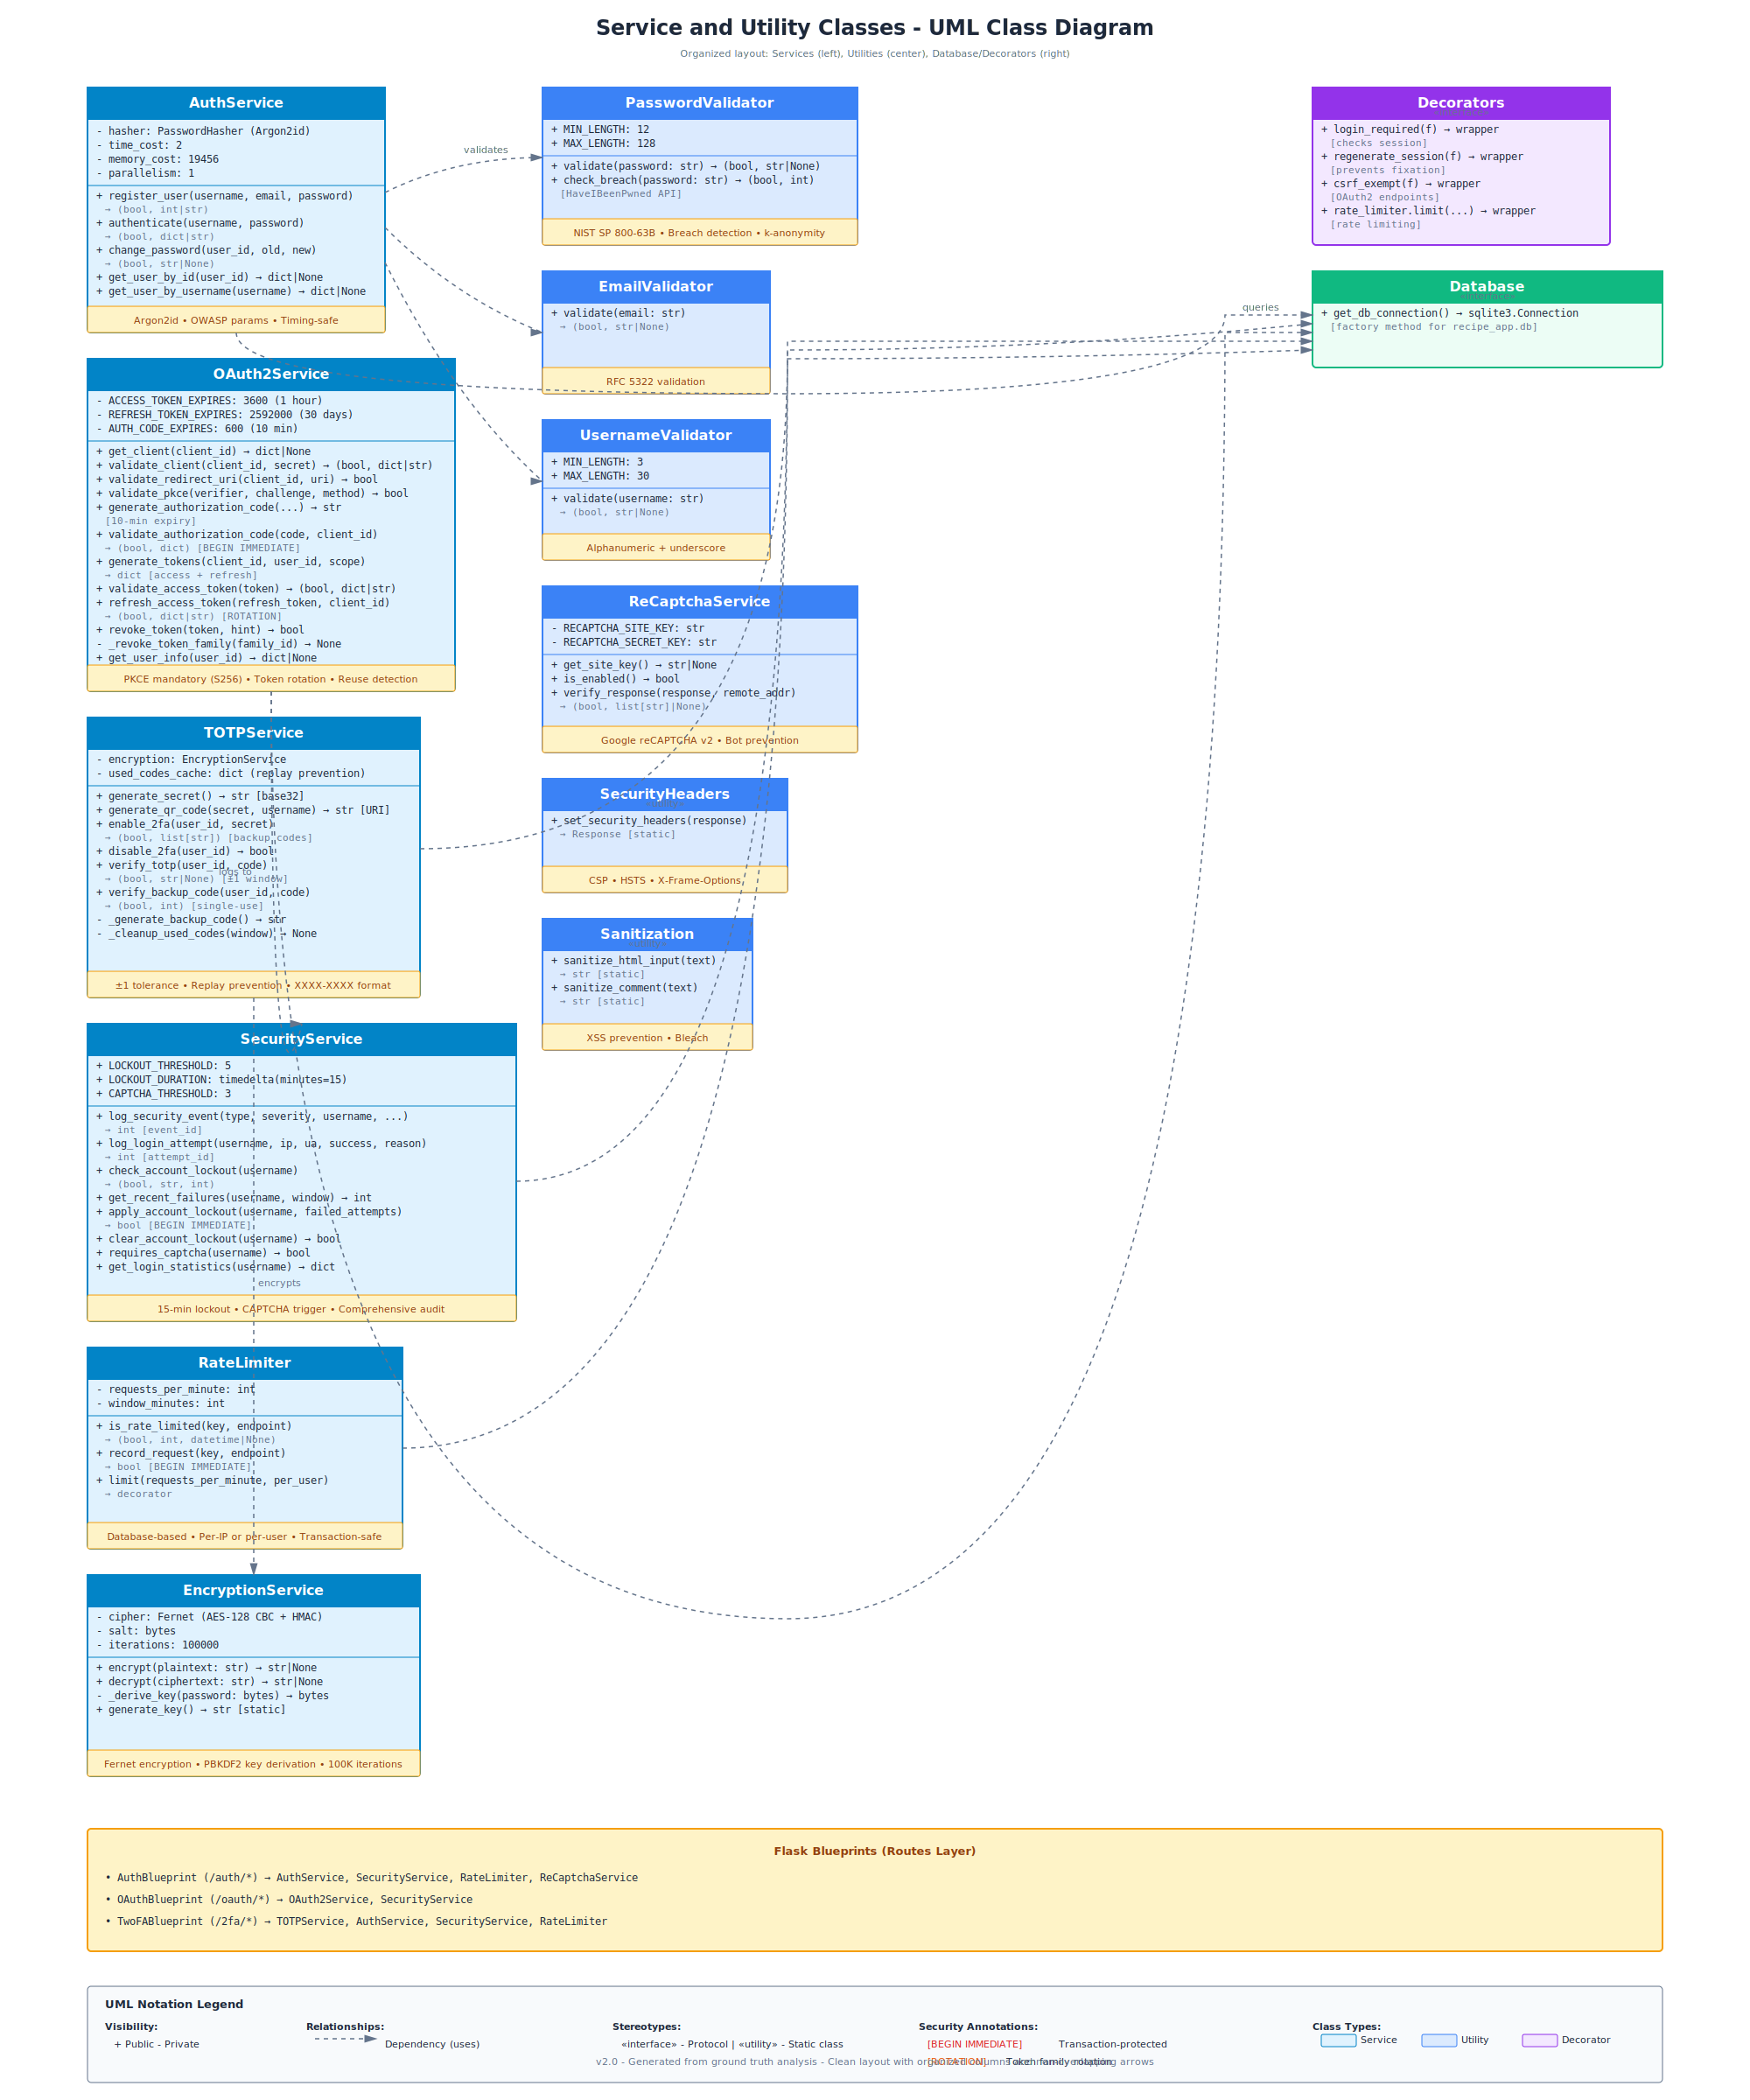 Service and Utility Classes - UML Class Diagram
Organized layout: Services (left), Utilities (center), Database/Decorators (right)
AuthService
- hasher: PasswordHasher (Argon2id)
- time_cost: 2
- memory_cost: 19456
- parallelism: 1
+ register_user(username, email, password)
→ (bool, int|str)
+ authenticate(username, password)
→ (bool, dict|str)
+ change_password(user_id, old, new)
→ (bool, str|None)
+ get_user_by_id(user_id) → dict|None
+ get_user_by_username(username) → dict|None
Argon2id • OWASP params • Timing-safe
validates
OAuth2Service
- ACCESS_TOKEN_EXPIRES: 3600 (1 hour)
- REFRESH_TOKEN_EXPIRES: 2592000 (30 days)
- AUTH_CODE_EXPIRES: 600 (10 min)
+ get_client(client_id) → dict|None
+ validate_client(client_id, secret) → (bool, dict|str)
+ validate_redirect_uri(client_id, uri) → bool
+ validate_pkce(verifier, challenge, method) → bool
+ generate_authorization_code(...) → str
[10-min expiry]
+ validate_authorization_code(code, client_id)
→ (bool, dict) [BEGIN IMMEDIATE]
+ generate_tokens(client_id, user_id, scope)
→ dict [access + refresh]
+ validate_access_token(token) → (bool, dict|str)
+ refresh_access_token(refresh_token, client_id)
→ (bool, dict|str) [ROTATION]
+ revoke_token(token, hint) → bool
- _revoke_token_family(family_id) → None
+ get_user_info(user_id) → dict|None
PKCE mandatory (S256) • Token rotation • Reuse detection
TOTPService
- encryption: EncryptionService
- used_codes_cache: dict (replay prevention)
+ generate_secret() → str [base32]
+ generate_qr_code(secret, username) → str [URI]
+ enable_2fa(user_id, secret)
→ (bool, list[str]) [backup_codes]
+ disable_2fa(user_id) → bool
+ verify_totp(user_id, code)
logs to
→ (bool, str|None) [±1 window]
+ verify_backup_code(user_id, code)
→ (bool, int) [single-use]
- _generate_backup_code() → str
- _cleanup_used_codes(window) → None
±1 tolerance • Replay prevention • XXXX-XXXX format
SecurityService
+ LOCKOUT_THRESHOLD: 5
+ LOCKOUT_DURATION: timedelta(minutes=15)
+ CAPTCHA_THRESHOLD: 3
+ log_security_event(type, severity, username, ...)
→ int [event_id]
+ log_login_attempt(username, ip, ua, success, reason)
→ int [attempt_id]
+ check_account_lockout(username)
→ (bool, str, int)
+ get_recent_failures(username, window) → int
+ apply_account_lockout(username, failed_attempts)
→ bool [BEGIN IMMEDIATE]
+ clear_account_lockout(username) → bool
+ requires_captcha(username) → bool
+ get_login_statistics(username) → dict
encrypts
15-min lockout • CAPTCHA trigger • Comprehensive audit
RateLimiter
- requests_per_minute: int
- window_minutes: int
+ is_rate_limited(key, endpoint)
→ (bool, int, datetime|None)
+ record_request(key, endpoint)
→ bool [BEGIN IMMEDIATE]
+ limit(requests_per_minute, per_user)
→ decorator
Database-based • Per-IP or per-user • Transaction-safe
EncryptionService
- cipher: Fernet (AES-128 CBC + HMAC)
- salt: bytes
- iterations: 100000
+ encrypt(plaintext: str) → str|None
+ decrypt(ciphertext: str) → str|None
- _derive_key(password: bytes) → bytes
+ generate_key() → str [static]
Fernet encryption • PBKDF2 key derivation • 100K iterations
PasswordValidator
+ MIN_LENGTH: 12
+ MAX_LENGTH: 128
+ validate(password: str) → (bool, str|None)
+ check_breach(password: str) → (bool, int)
[HaveIBeenPwned API]
NIST SP 800-63B • Breach detection • k-anonymity
EmailValidator
+ validate(email: str)
→ (bool, str|None)
RFC 5322 validation
UsernameValidator
+ MIN_LENGTH: 3
+ MAX_LENGTH: 30
+ validate(username: str)
→ (bool, str|None)
Alphanumeric + underscore
ReCaptchaService
- RECAPTCHA_SITE_KEY: str
- RECAPTCHA_SECRET_KEY: str
+ get_site_key() → str|None
+ is_enabled() → bool
+ verify_response(response, remote_addr)
→ (bool, list[str]|None)
Google reCAPTCHA v2 • Bot prevention
SecurityHeaders
+ set_security_headers(response)
→ Response [static]
CSP • HSTS • X-Frame-Options
Sanitization
+ sanitize_html_input(text)
→ str [static]
+ sanitize_comment(text)
→ str [static]
XSS prevention • Bleach
Decorators
+ login_required(f) → wrapper
[checks session]
+ regenerate_session(f) → wrapper
[prevents fixation]
+ csrf_exempt(f) → wrapper
[OAuth2 endpoints]
+ rate_limiter.limit(...) → wrapper
[rate limiting]
queries
Database
+ get_db_connection() → sqlite3.Connection
[factory method for recipe_app.db]
Flask Blueprints (Routes Layer)
• AuthBlueprint (/auth/*) → AuthService, SecurityService, RateLimiter, ReCaptchaService
• OAuthBlueprint (/oauth/*) → OAuth2Service, SecurityService
• TwoFABlueprint (/2fa/*) → TOTPService, AuthService, SecurityService, RateLimiter
UML Notation Legend
Visibility:
+ Public - Private
Relationships:
Dependency (uses)
Stereotypes:
«interface» - Protocol | «utility» - Static class
Security Annotations:
[BEGIN IMMEDIATE] Transaction-protected
[ROTATION] Token family rotation
Class Types:
Service Utility Decorator
v2.0 - Generated from ground truth analysis - Clean layout with organized columns and non-overlapping arrows